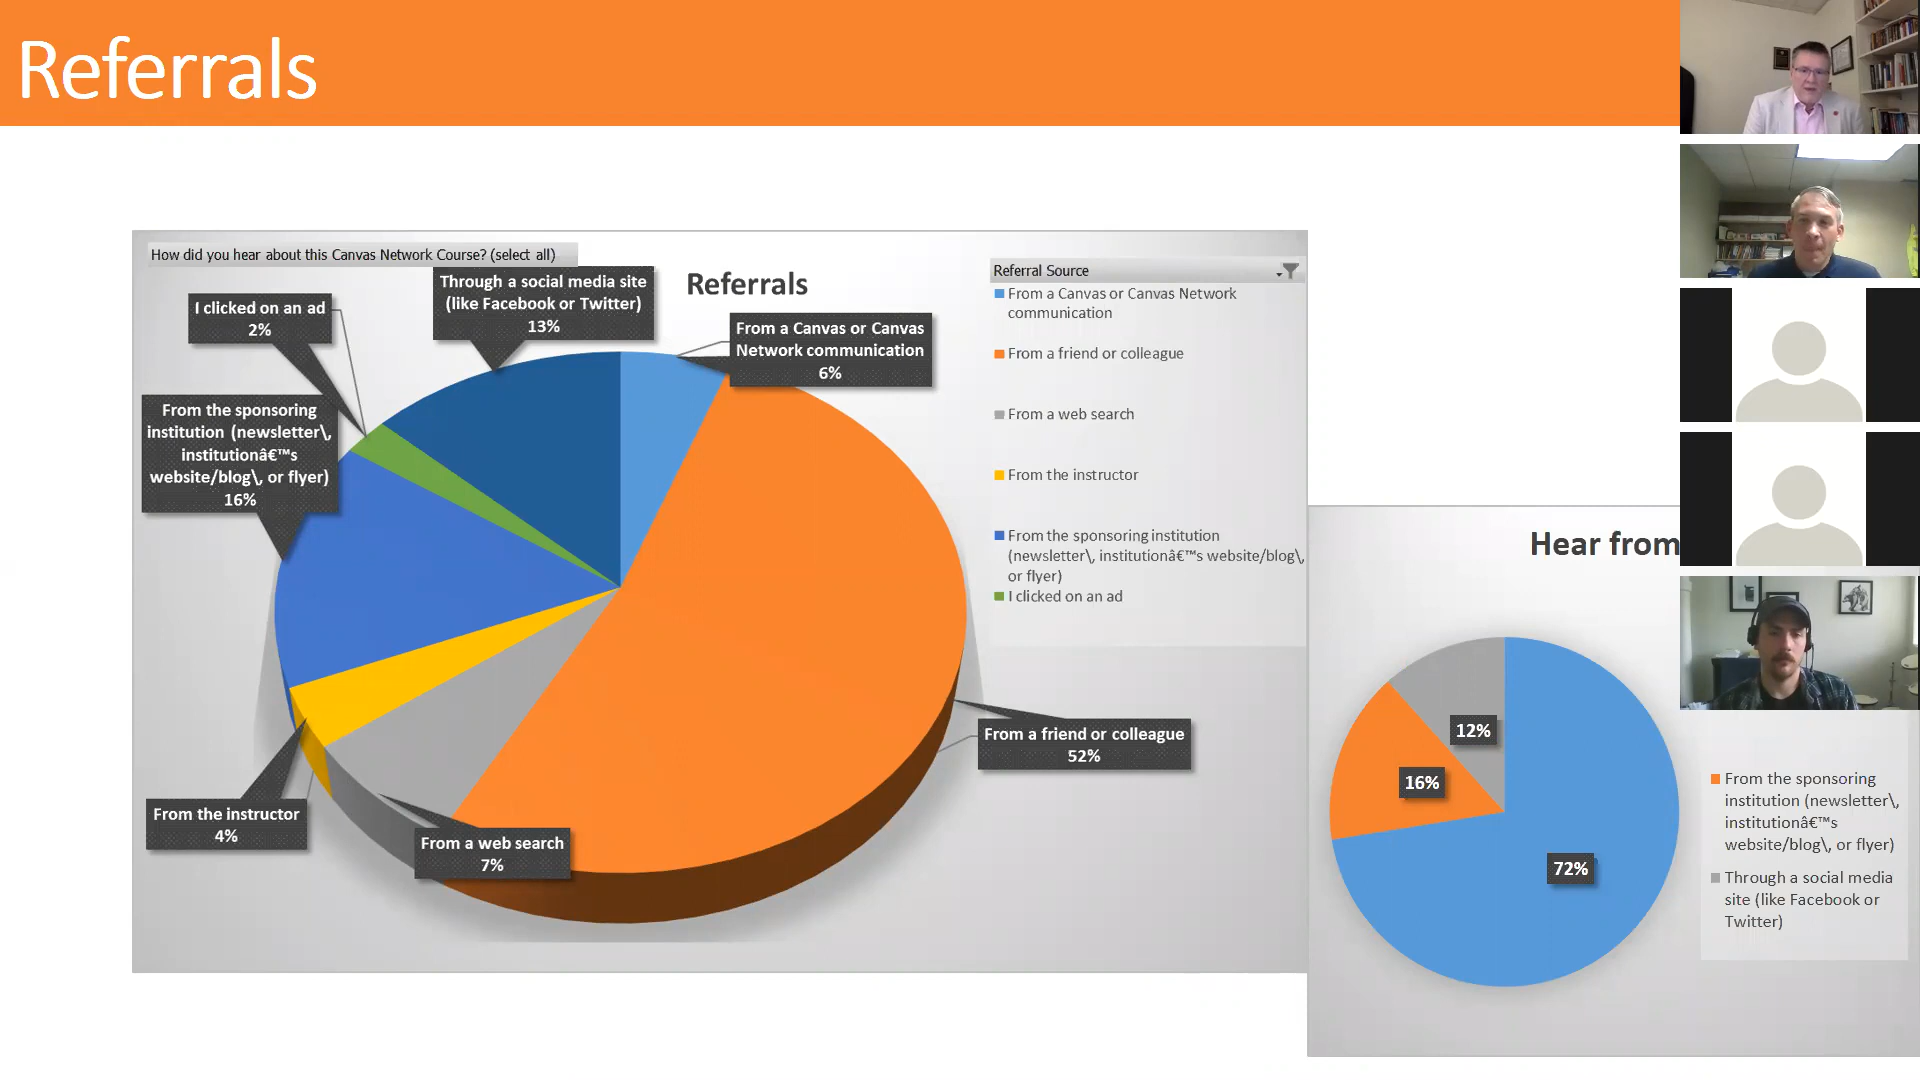 Referrals
How did you hear about this Canvas Network Course? (select all)
Referrals
Through a social media site
(like Facebook or Twitter)
13%
I clicked on an ad
2%
From a Canvas or Canvas
Network communication
6%
From the sponsoring
institution (newsletter\,
institutionâ€™s
website/blog\, or flyer)
16%
From the instructor
4%
From a web search
7%
From a friend or colleague
52%
Referral Source
From a Canvas or Canvas Network
communication
From a friend or colleague
From a web search
From the instructor
From the sponsoring institution
(newsletter\, institutionâ€™s website/blog\,
or flyer)
I clicked on an ad
Hear from
12%
16%
72%
From the sponsoring
institution (newsletter\,
institutionâ€™s
website/blog\, or flyer)
Through a social media
site (like Facebook or
Twitter)